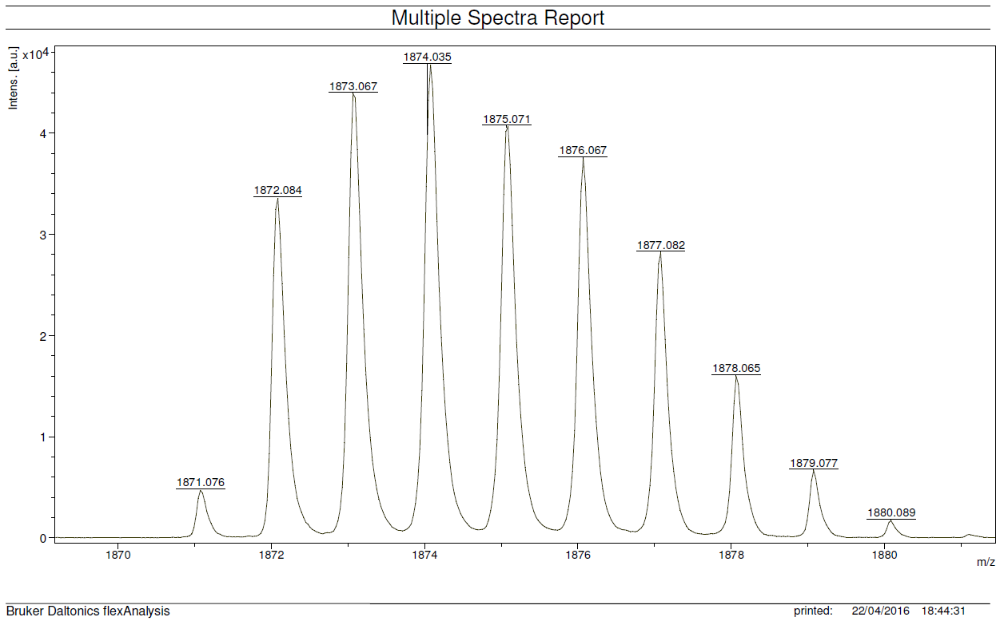 Multiple Spectra Report
Intens. [a.u.]
x10⁴
1874.035
1873.067
1875.071
4
1876.067
1872.084
3
1877.082
2
1878.065
1
1879.077
1871.076
1880.089
0
1870 1872 1874 1876 1878 1880
m/z
Bruker Daltonics flexAnalysis printed: 22/04/2016 18:44:31